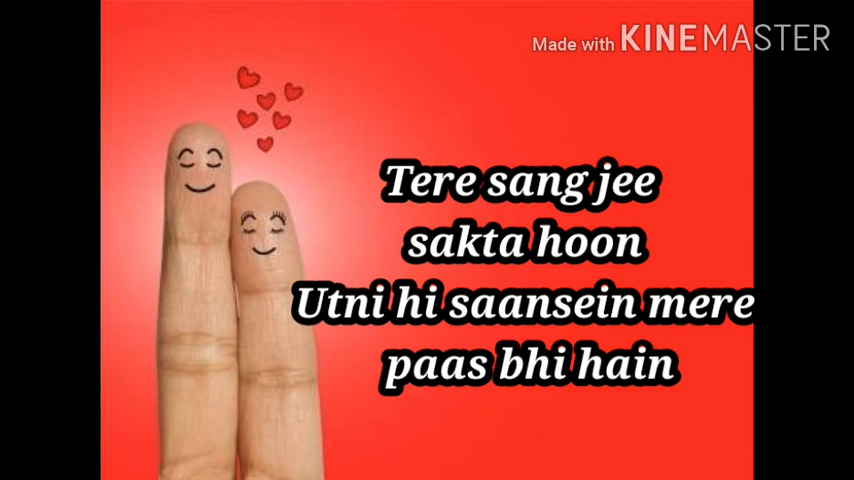 Made with KINEMASTER
Tere sang jee
sakta hoon
Utni hi saansein mere
paas bhi hain